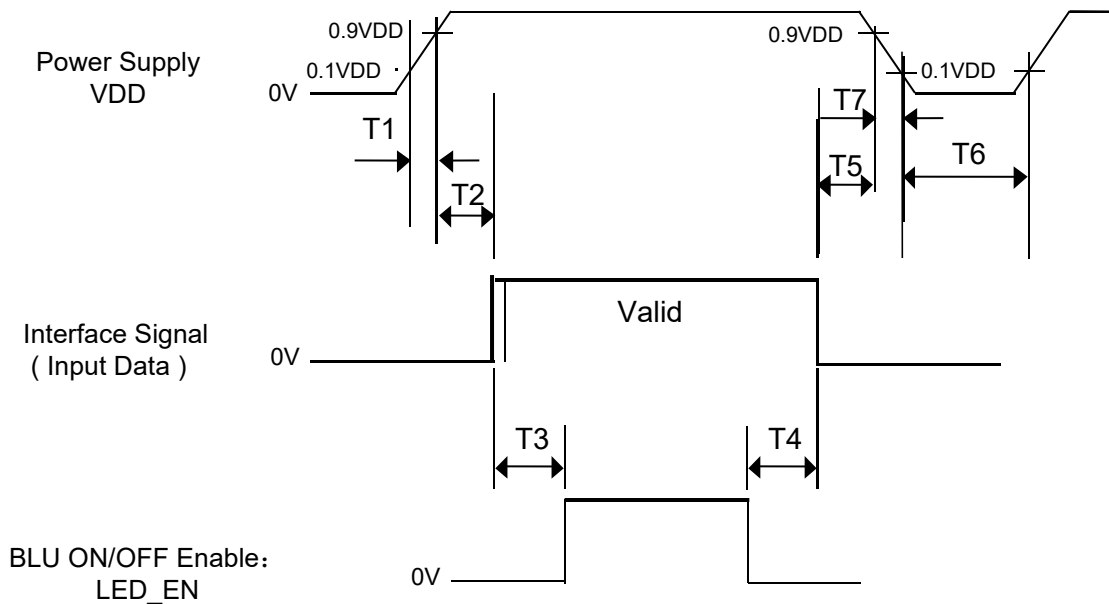 0.9VDD
0.9VDD
Power Supply
VDD
0.1VDD
0.1VDD
0V
T1
T2
T7
T5
T6
Interface Signal
( Input Data )
0V
Valid
T3
T4
BLU ON/OFF Enable：
LED_EN
0V